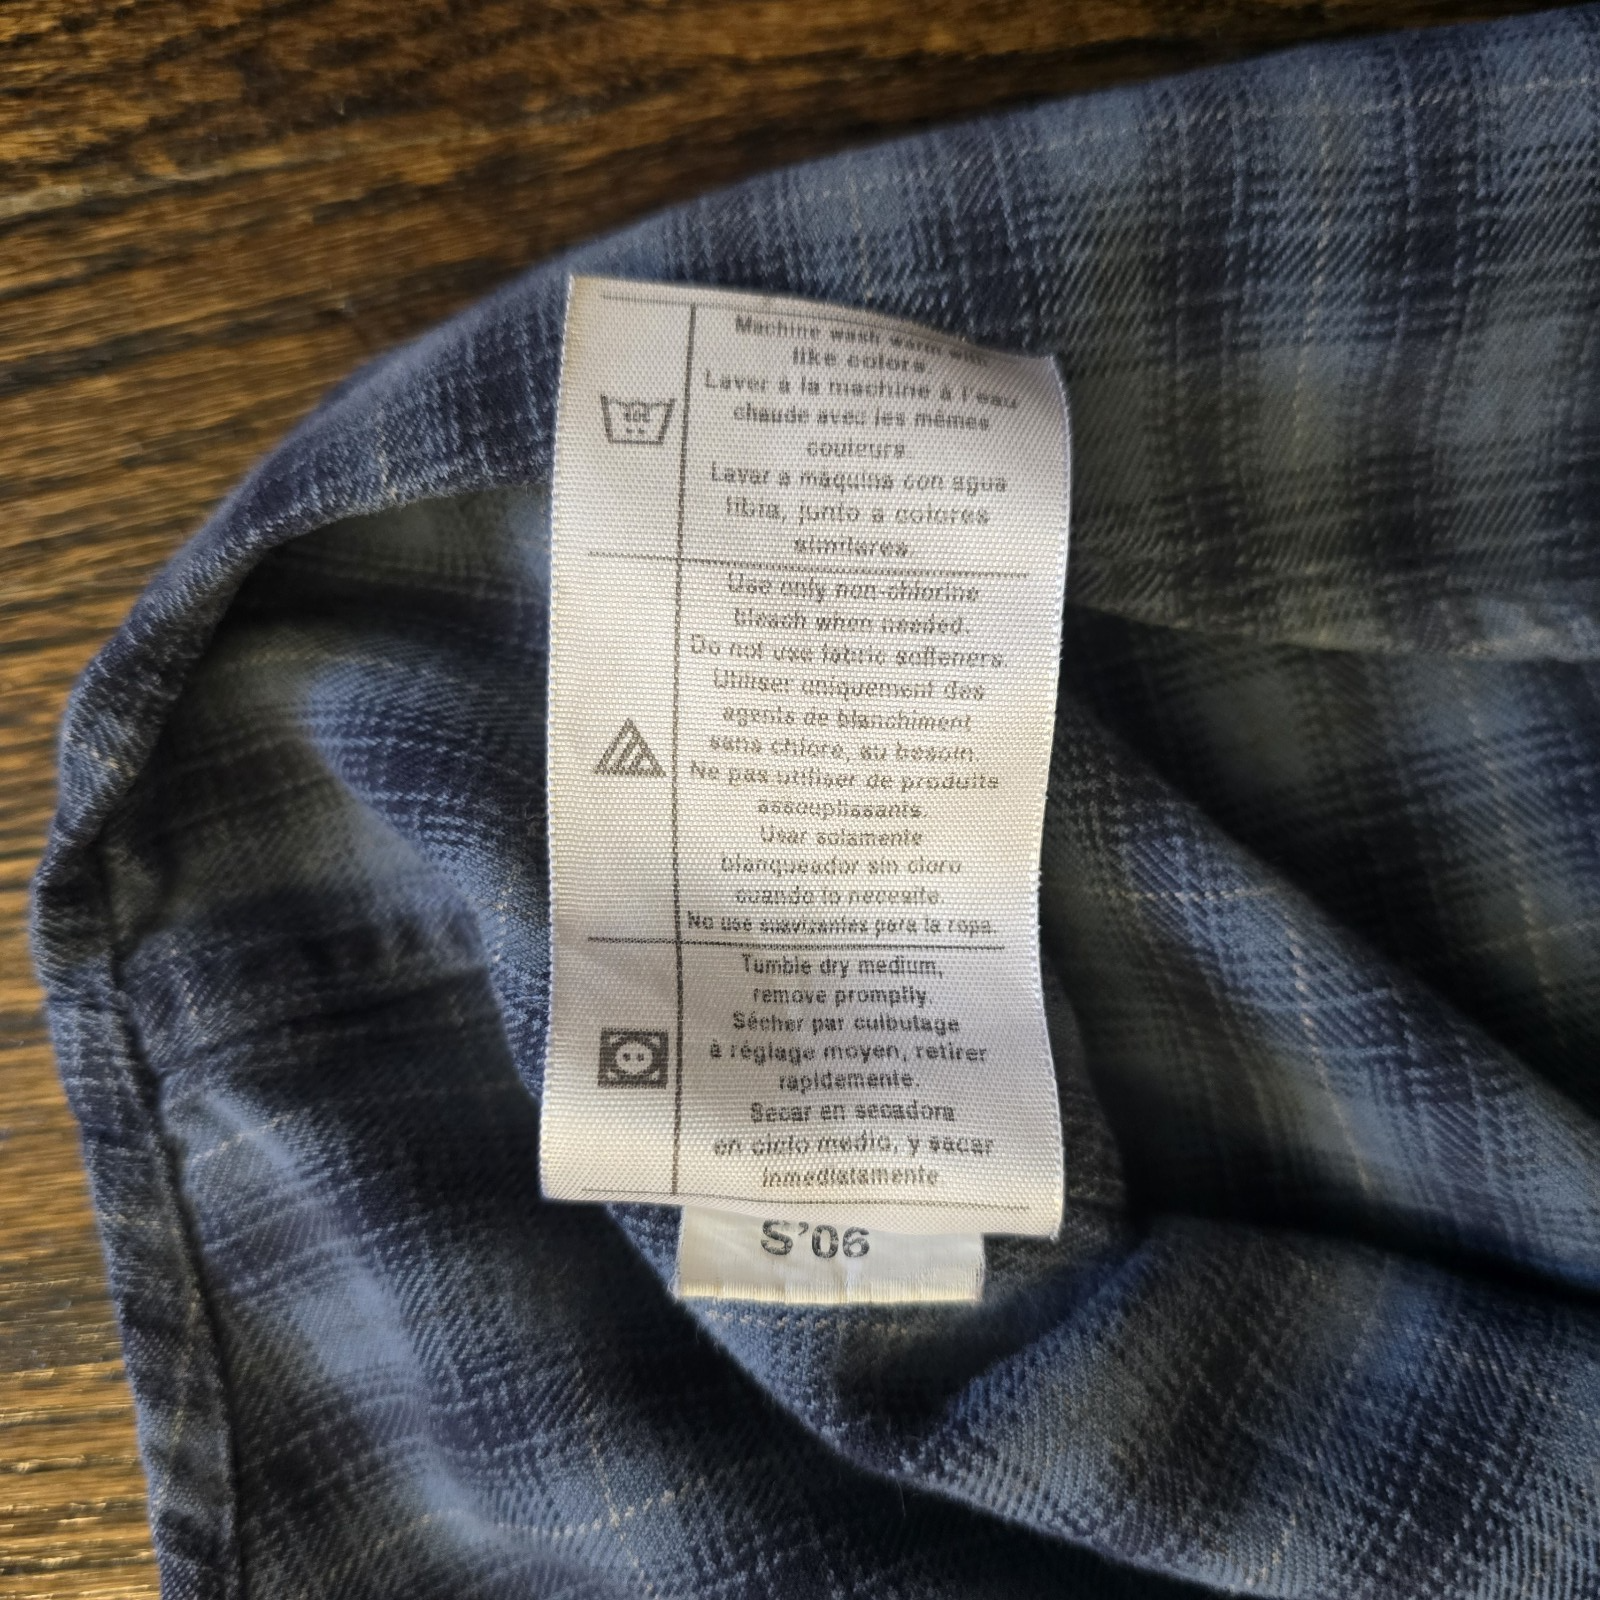 Machine wash warm with
like colors
Laver à la machine à l'eau
chaude avec les mêmes
couleurs.
Lavar a máquina con agua
tibia, junto a colores
similares.
Use only non-chlorine
bleach when needed.
Do not use fabric softeners.
Utiliser uniquement des
agents de blanchiment
sans chlore, au besoin.
Ne pas utiliser de produits
assouplissants.
Usar solamente
blanqueador sin cloro
cuando lo necesite.
No use suavizantes para la ropa.
Tumble dry medium,
remove promptly.
Sécher par culbutage
à réglage moyen, retirer
rapidement.
Secar en secadora
en ciclo medio, y sacar
inmediatamente.
S'06